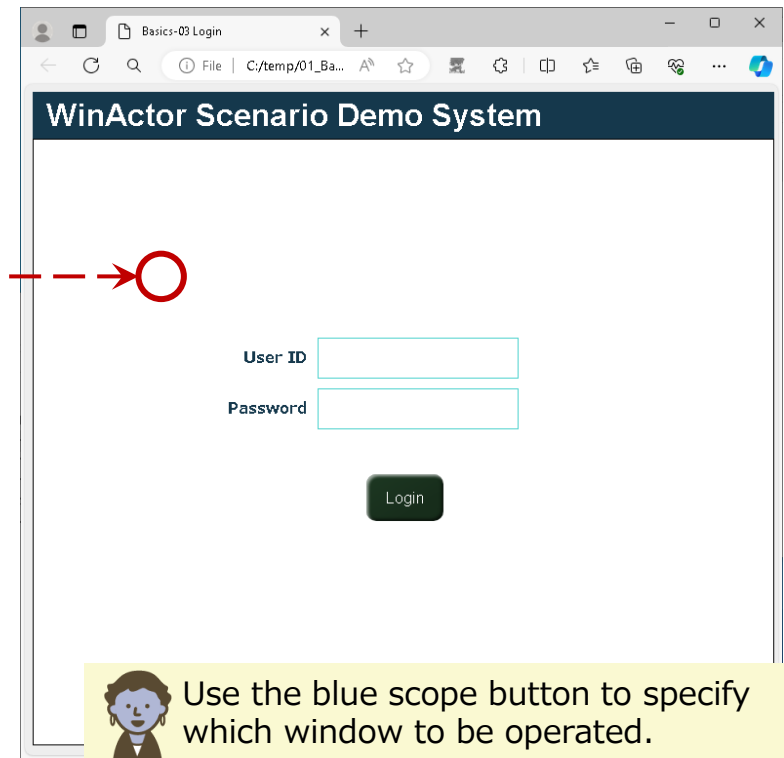 Basics-03 Login
File | C:/temp/01_Ba...
WinActor Scenario Demo System
User ID
Password
Login
Use the blue scope button to specify
which window to be operated.